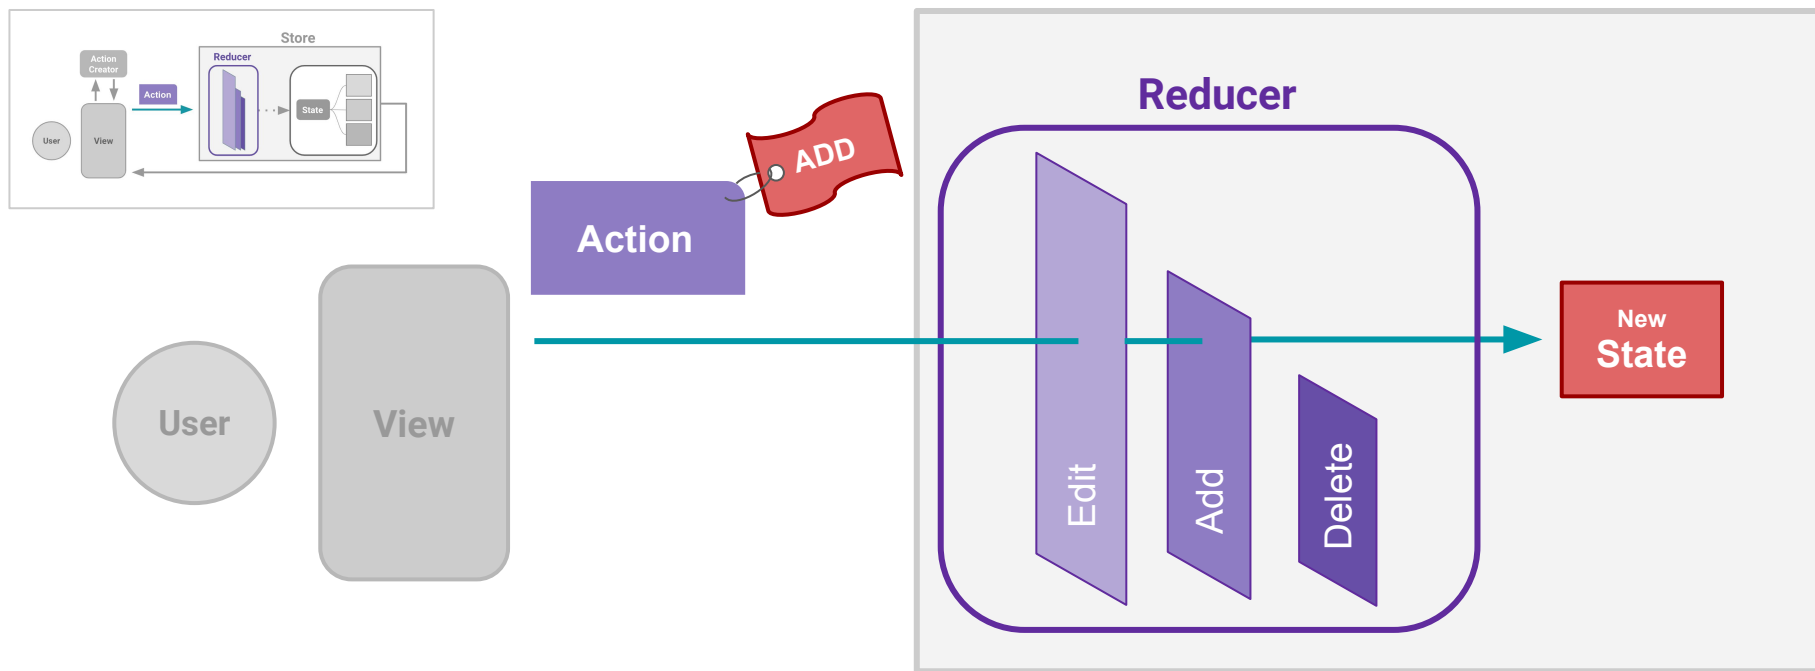 Store
Action
Creator
Reducer
Action
State
User
View
ADD
Action
Reducer
New
State
User
View
Edit
Add
Delete